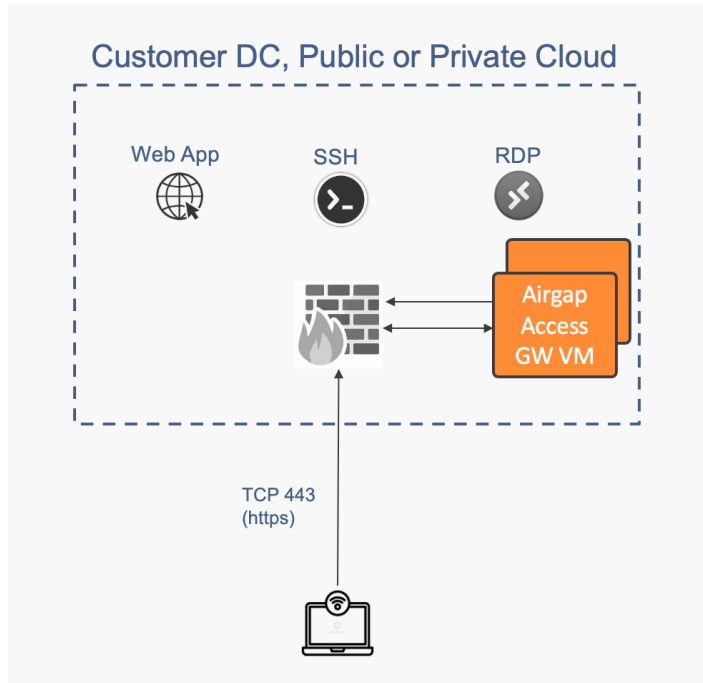 Customer DC, Public or Private Cloud
Web App
SSH
RDP
Airgap
Access
GW VM
TCP 443
(https)